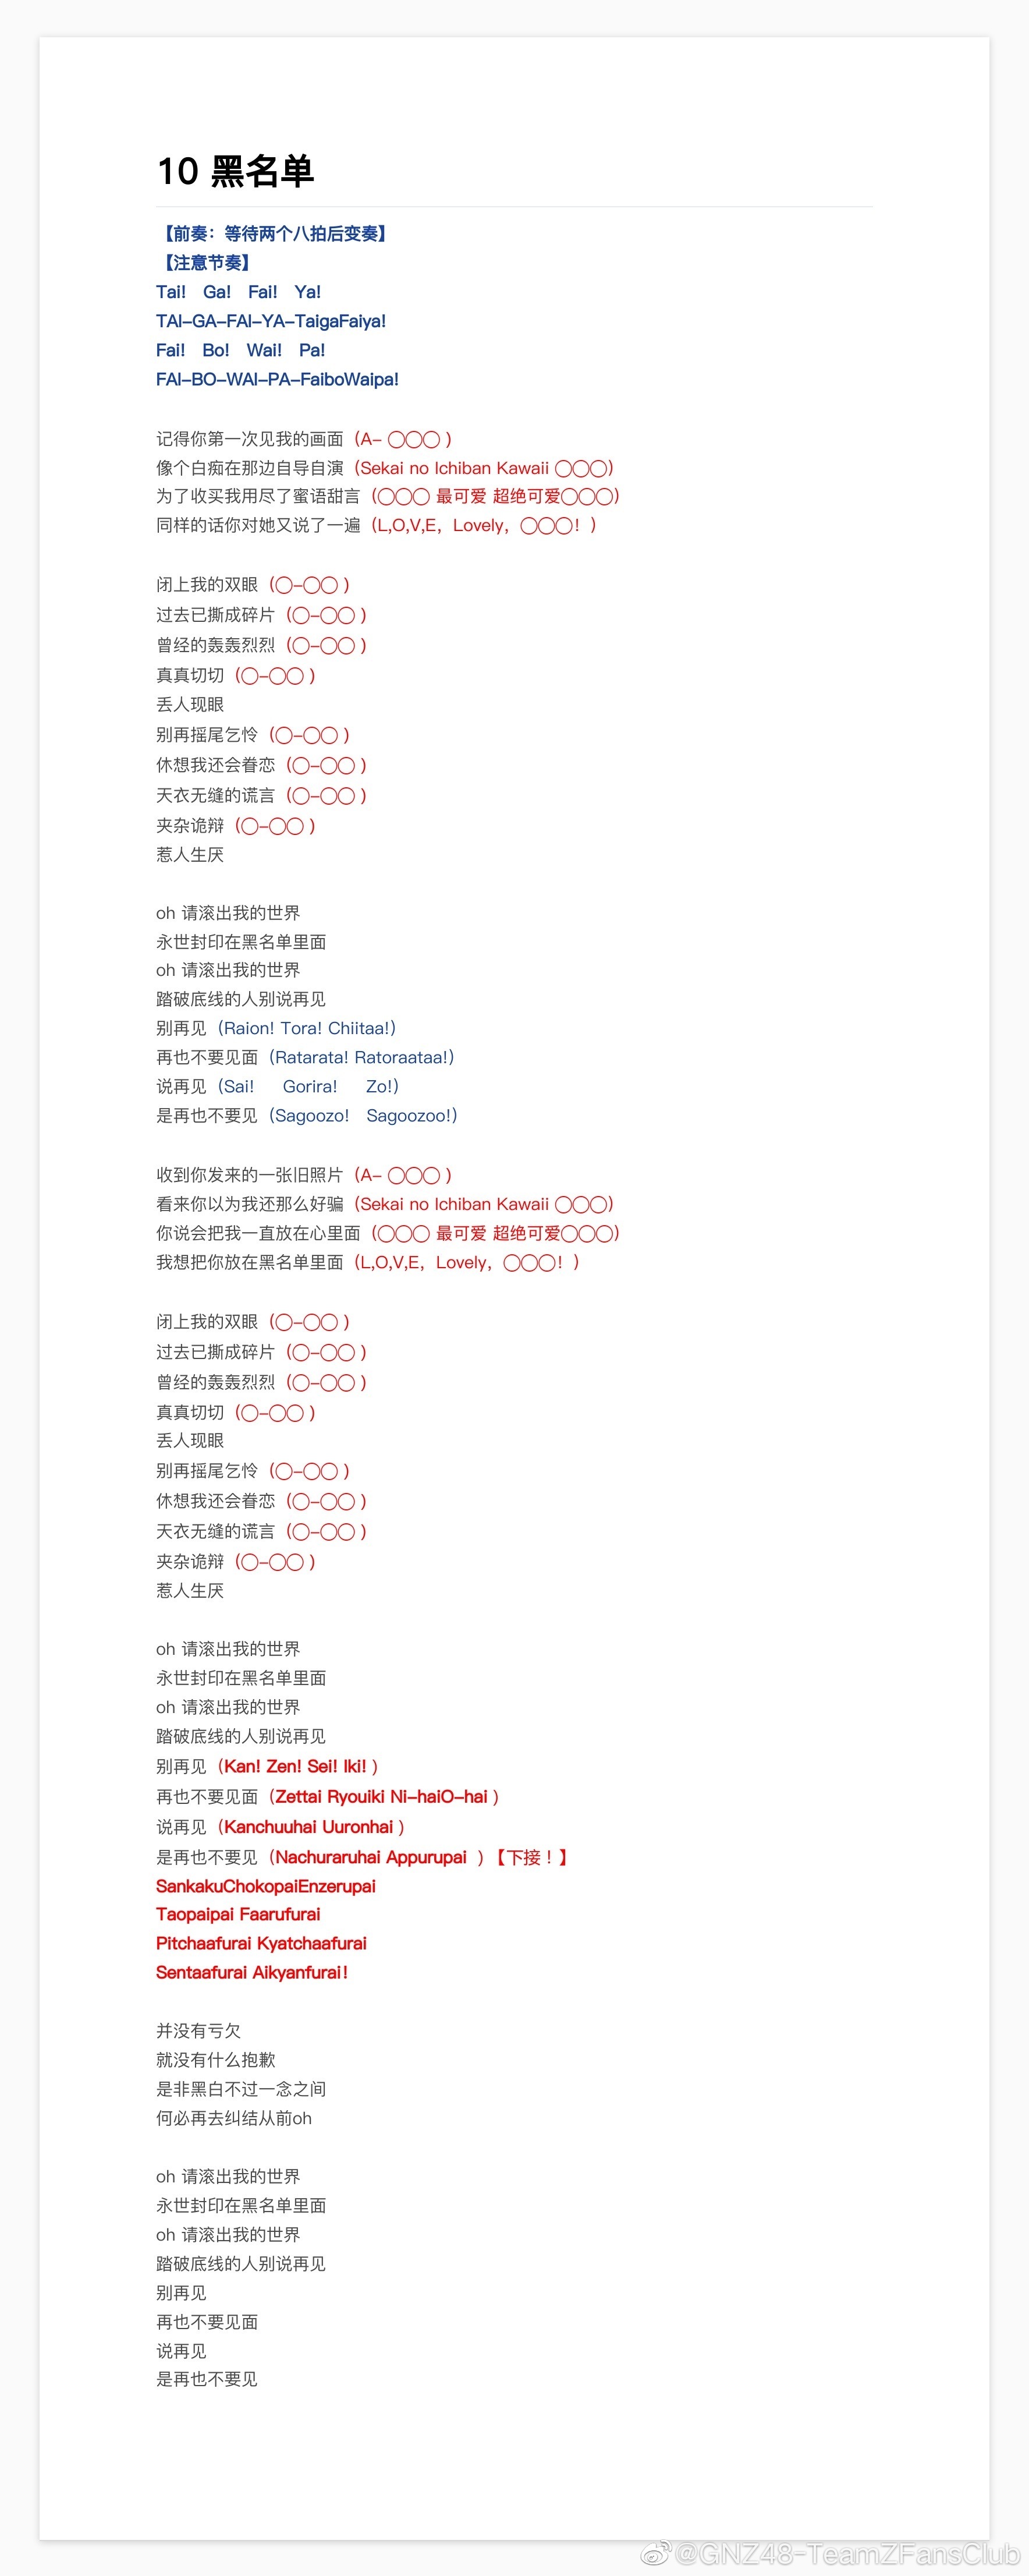 10 黑名单
【前奏：等待两个八拍后变奏】
【注意节奏】
Tai! Ga! Fai! Ya!
TAI-GA-FAI-YA-TaigaFaiya!
Fai! Bo! Wai! Pa!
FAI-BO-WAI-PA-FaiboWaipa!
记得你第一次见我的画面（A- ◯◯◯ ）
像个白痴在那边自导自演（Sekai no Ichiban Kawaii ◯◯◯）
为了收买我用尽了蜜语甜言（◯◯◯ 最可爱 超绝可爱◯◯◯）
同样的话你对她又说了一遍（L,O,V,E，Lovely，◯◯◯！）
闭上我的双眼（◯-◯◯ ）
过去已撕成碎片（◯-◯◯ ）
曾经的轰轰烈烈（◯-◯◯ ）
真真切切（◯-◯◯ ）
丢人现眼
别再摇尾乞怜（◯-◯◯ ）
休想我还会眷恋（◯-◯◯ ）
天衣无缝的谎言（◯-◯◯ ）
夹杂诡辩（◯-◯◯ ）
惹人生厌
oh 请滚出我的世界
永世封印在黑名单里面
oh 请滚出我的世界
踏破底线的人别说再见
别再见（Raion! Tora! Chiitaa!）
再也不要见面（Ratarata! Ratoraataa!）
说再见（Sai! Gorira! Zo!）
是再也不要见（Sagoozo! Sagoozoo!）
收到你发来的一张旧照片（A- ◯◯◯ ）
看来你以为我还那么好骗（Sekai no Ichiban Kawaii ◯◯◯）
你说会把我一直放在心里面（◯◯◯ 最可爱 超绝可爱◯◯◯）
我想把你放在黑名单里面（L,O,V,E，Lovely，◯◯◯！）
闭上我的双眼（◯-◯◯ ）
过去已撕成碎片（◯-◯◯ ）
曾经的轰轰烈烈（◯-◯◯ ）
真真切切（◯-◯◯ ）
丢人现眼
别再摇尾乞怜（◯-◯◯ ）
休想我还会眷恋（◯-◯◯ ）
天衣无缝的谎言（◯-◯◯ ）
夹杂诡辩（◯-◯◯ ）
惹人生厌
oh 请滚出我的世界
永世封印在黑名单里面
oh 请滚出我的世界
踏破底线的人别说再见
别再见（Kan! Zen! Sei! Iki! ）
再也不要见面（Zettai Ryouiki Ni-haiO-hai ）
说再见（Kanchuuhai Uuronhai ）
是再也不要见（Nachuraruhai Appurupai ）【下接！】
SankakuChokopaiEnzerupai
Taopaipai Faarufurai
Pitchaafurai Kyatchaafurai
Sentaafurai Aikyanfurai!
并没有亏欠
就没有什么抱歉
是非黑白不过一念之间
何必再去纠结从前oh
oh 请滚出我的世界
永世封印在黑名单里面
oh 请滚出我的世界
踏破底线的人别说再见
别再见
再也不要见面
说再见
是再也不要见
@GNZ48-TeamZFansClub